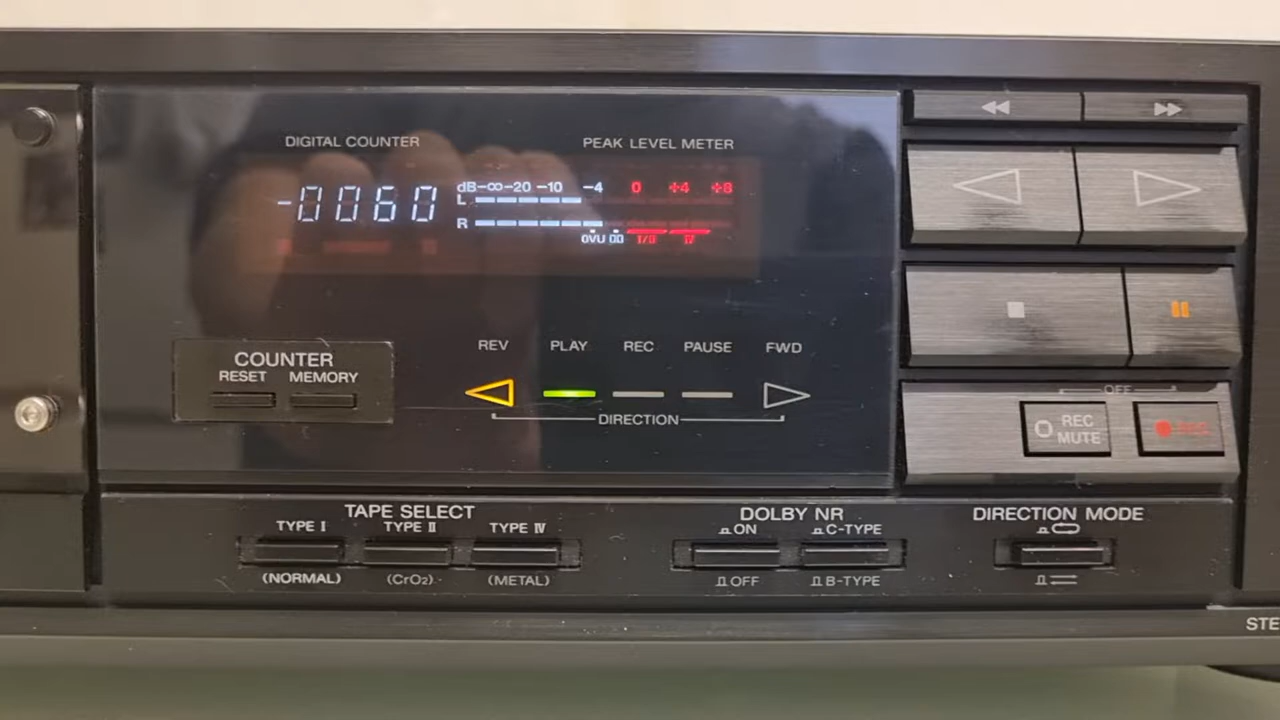 DIGITAL COUNTER
PEAK LEVEL METER
-0060
dB-∞-20 -10 -4 0 +4 +8
L
R
OVU
COUNTER
RESET MEMORY
REV PLAY REC PAUSE FWD
DIRECTION
OFF
REC MUTE
REC
TAPE SELECT
TYPE I TYPE II TYPE IV
(NORMAL) (CrO2) (METAL)
DOLBY NR
ON C-TYPE
OFF B-TYPE
DIRECTION MODE
STE